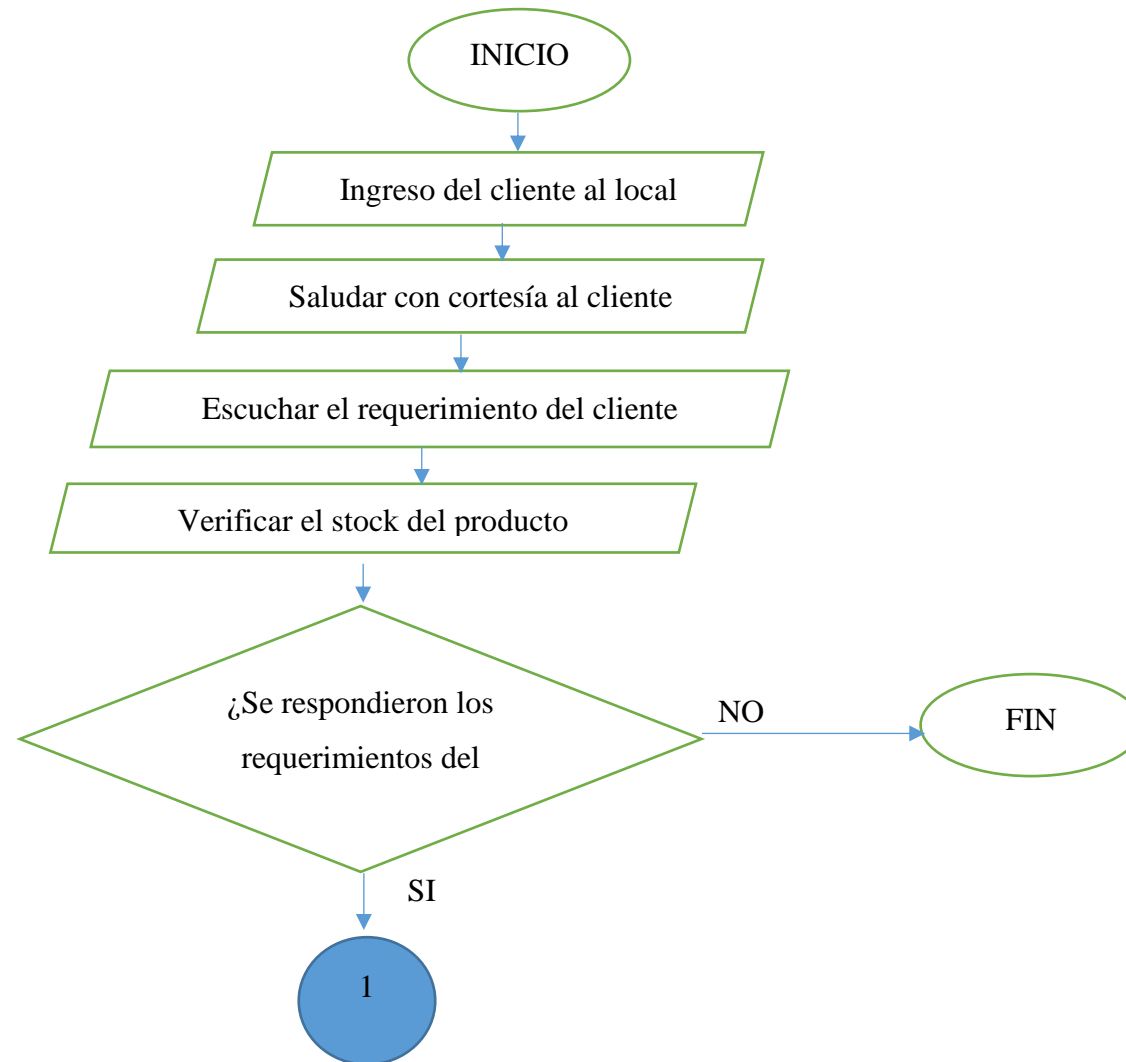 INICIO
Ingreso del cliente al local
Saludar con cortesía al cliente
Escuchar el requerimiento del cliente
Verificar el stock del producto
¿Se respondieron los
requerimientos del
NO
FIN
SI
1